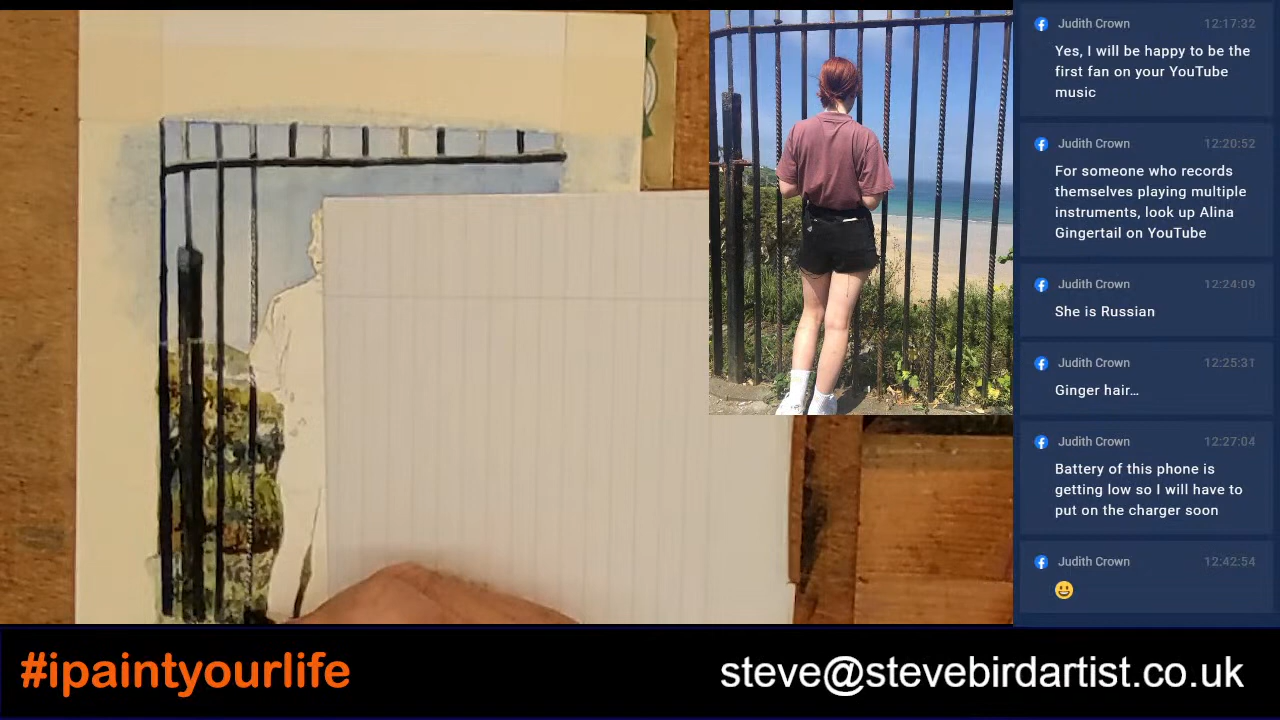 Judith Crown 12:17:32
Yes, I will be happy to be the
first fan on your YouTube
music
Judith Crown 12:20:52
For someone who records
themselves playing multiple
instruments, look up Alina
Gingertail on YouTube
Judith Crown 12:24:09
She is Russian
Judith Crown 12:25:31
Ginger hair…
Judith Crown 12:27:04
Battery of this phone is
getting low so I will have to
put on the charger soon
Judith Crown 12:42:54
😀
#ipaintyourlife
steve@stevebirdartist.co.uk